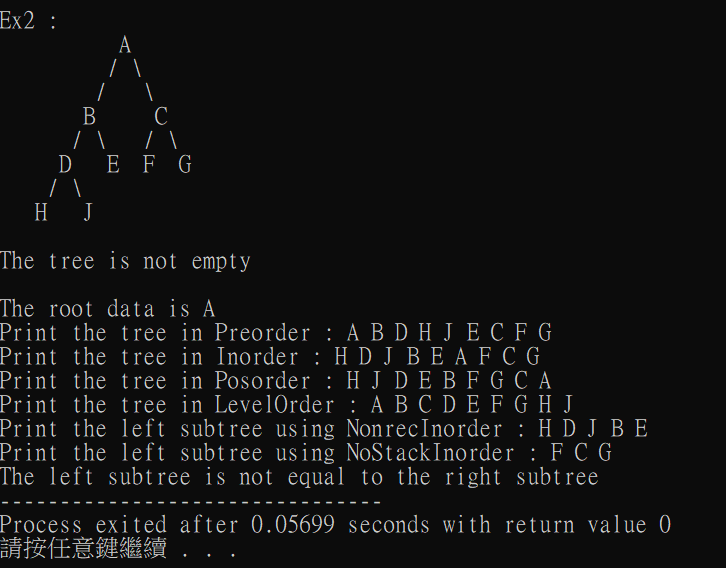 Ex2 :
          A
         / \
        /   \
       B     C
      / \   / \
     D   E F   G
    / \
   H   J
The tree is not empty
The root data is A
Print the tree in Preorder : A B D H J E C F G
Print the tree in Inorder : H D J B E A F C G
Print the tree in Posorder : H J D E B F G C A
Print the tree in LevelOrder : A B C D E F G H J
Print the left subtree using NonrecInorder : H D J B E
Print the left subtree using NoStackInorder : F C G
The left subtree is not equal to the right subtree
--------------------------------
Process exited after 0.05699 seconds with return value 0
請按任意鍵繼續 . . .